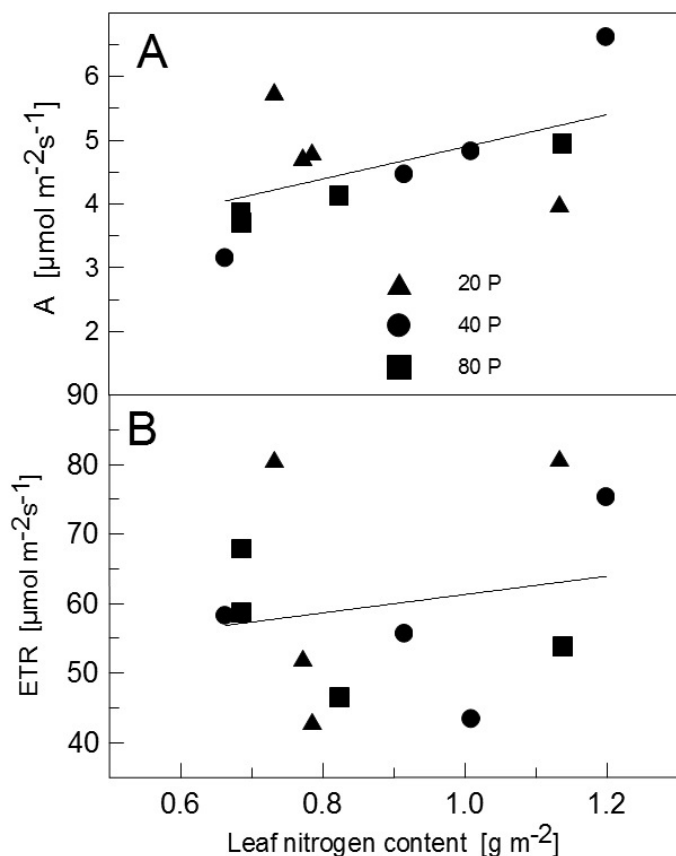 A
6
5
4
3
2
A [µmol m-2s-1]
20 P
40 P
80 P
B
90
80
70
60
50
40
ETR [µmol m-2s-1]
0.6 0.8 1.0 1.2
Leaf nitrogen content [g m-2]